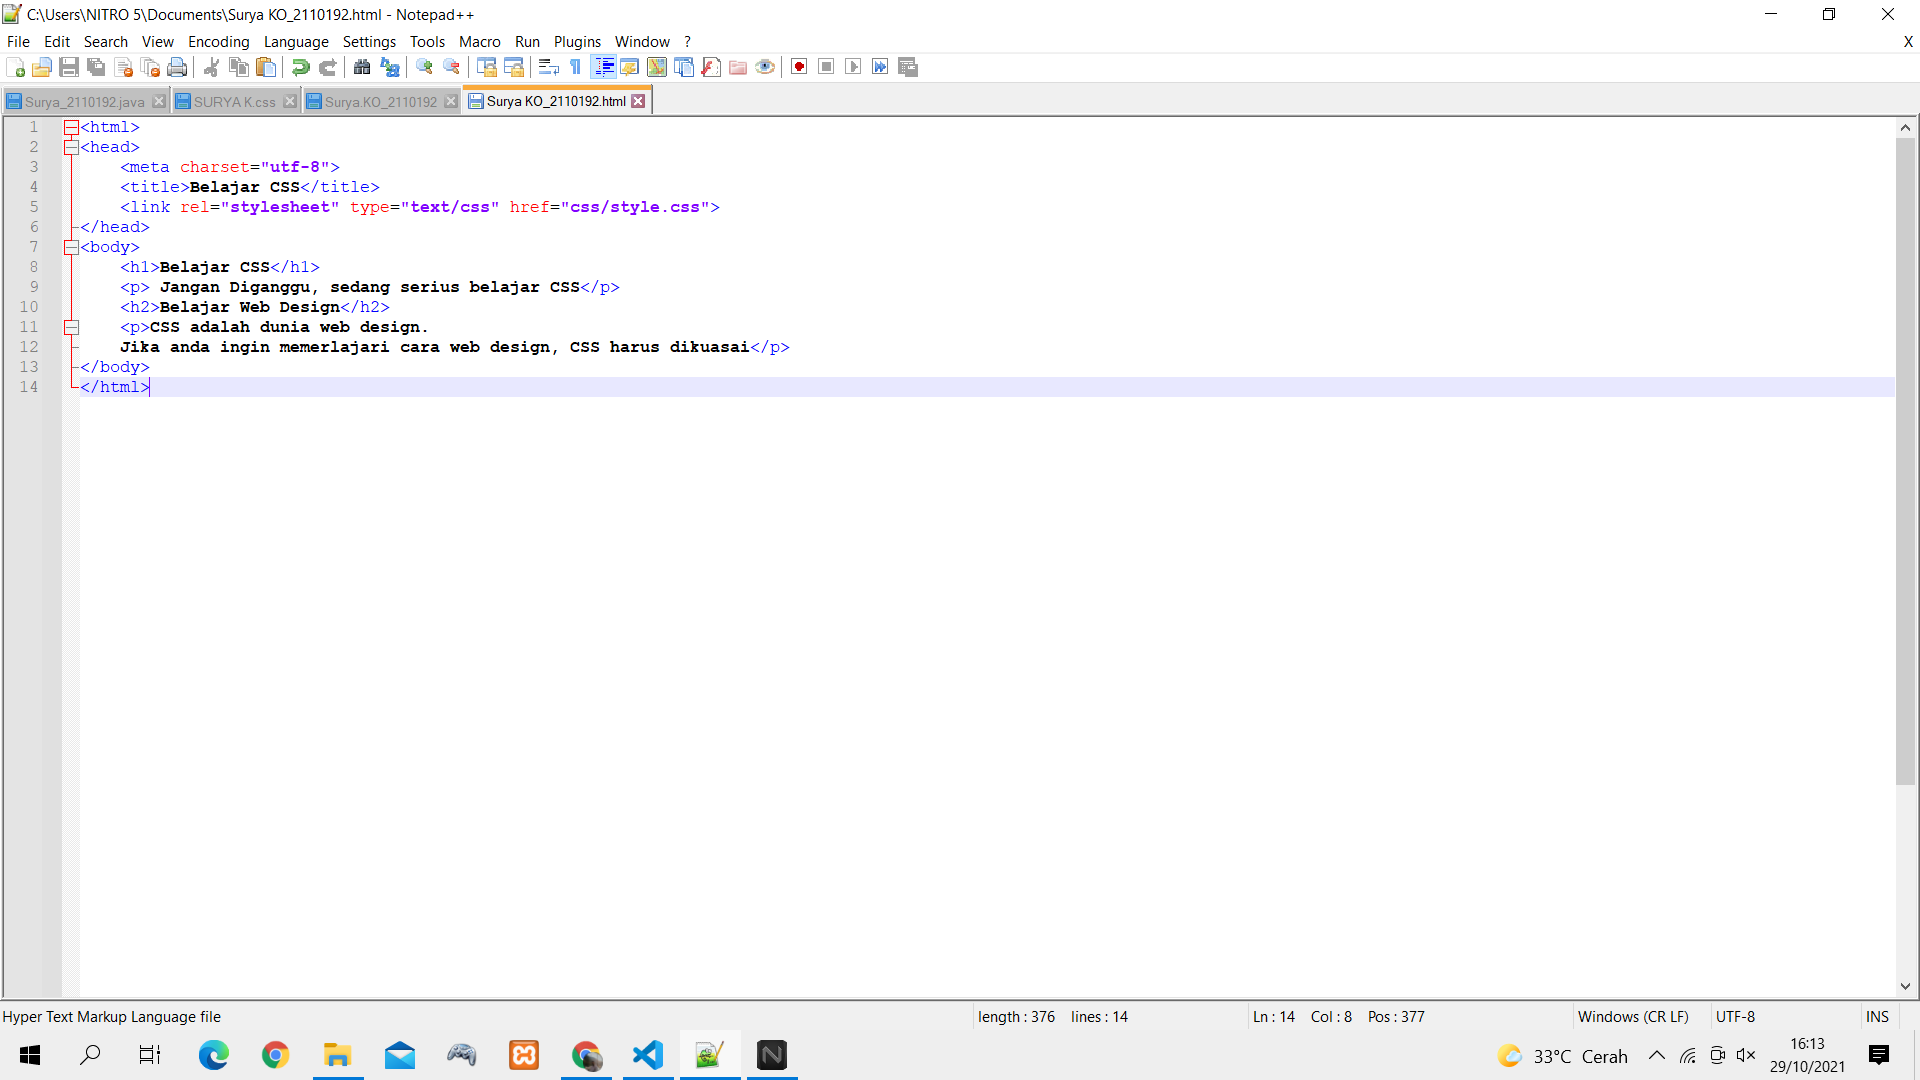 C:\Users\NITRO 5\Documents\Surya KO_2110192.html - Notepad++
File Edit Search View Encoding Language Settings Tools Macro Run Plugins Window ? X
Surya_2110192.java SURYA K.css Surya.KO_2110192 Surya KO_2110192.html
1 <html>
2 <head>
3 <meta charset="utf-8">
4 <title>Belajar CSS</title>
5 <link rel="stylesheet" type="text/css" href="css/style.css">
6 </head>
7 <body>
8 <h1>Belajar CSS</h1>
9 <p> Jangan Diganggu, sedang serius belajar CSS</p>
10 <h2>Belajar Web Design</h2>
11 <p>CSS adalah dunia web design.
12 Jika anda ingin memerlajari cara web design, CSS harus dikuasai</p>
13 </body>
14 </html>
Hyper Text Markup Language file length : 376 lines : 14 Ln : 14 Col : 8 Pos : 377 Windows (CR LF) UTF-8 INS
33°C Cerah 16:13
29/10/2021